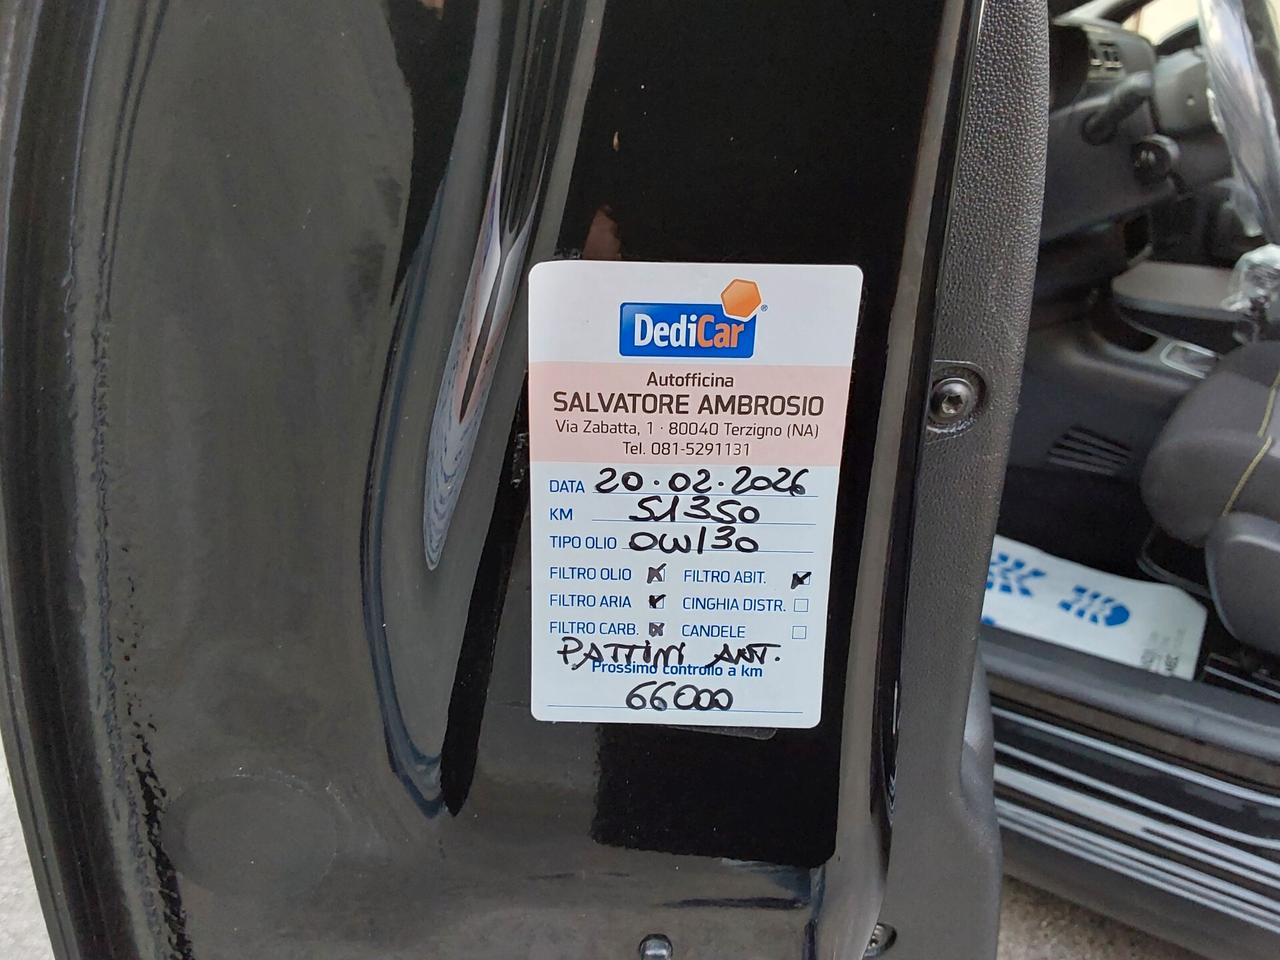 DediCar®
Autofficina
SALVATORE AMBROSIO
Via Zabatta, 1 · 80040 Terzigno (NA)
Tel. 081-5291131
DATA 20.02.2026
KM 51350
TIPO OLIO 0W/30
FILTRO OLIO FILTRO ABIT.
FILTRO ARIA CINGHIA DISTR.
FILTRO CARB. CANDELE
PATTINI ANT.
Prossimo controllo a km
66000